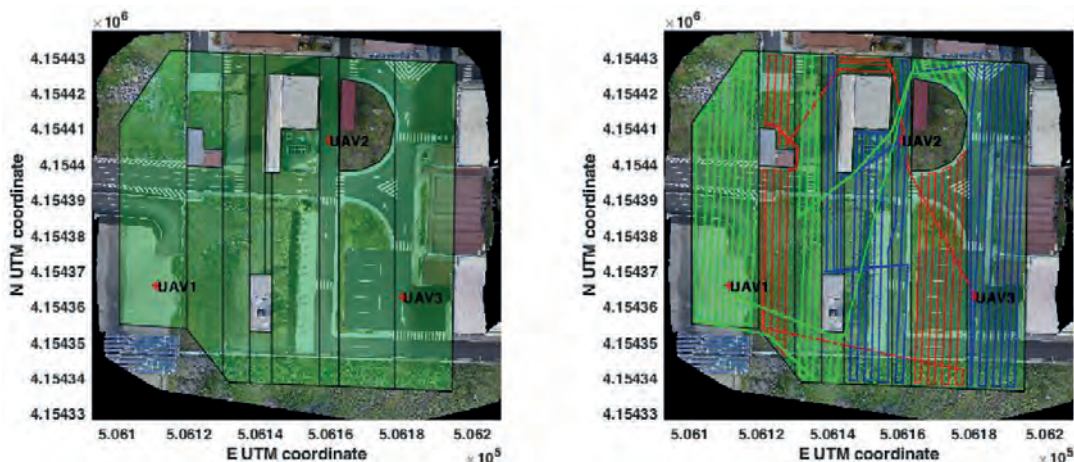 × 10⁶
4.15443
4.15442
4.15441
4.1544
4.15439
4.15438
4.15437
4.15436
4.15435
4.15434
4.15433
N UTM coordinate
UAV2
UAV1
UAV3
5.061 5.0612 5.0614 5.0616 5.0618 5.062
E UTM coordinate
× 10⁵
× 10⁶
4.15443
4.15442
4.15441
4.1544
4.15439
4.15438
4.15437
4.15436
4.15435
4.15434
4.15433
N UTM coordinate
UAV2
UAV1
UAV3
5.061 5.0612 5.0614 5.0616 5.0618 5.062
E UTM coordinate
× 10⁵